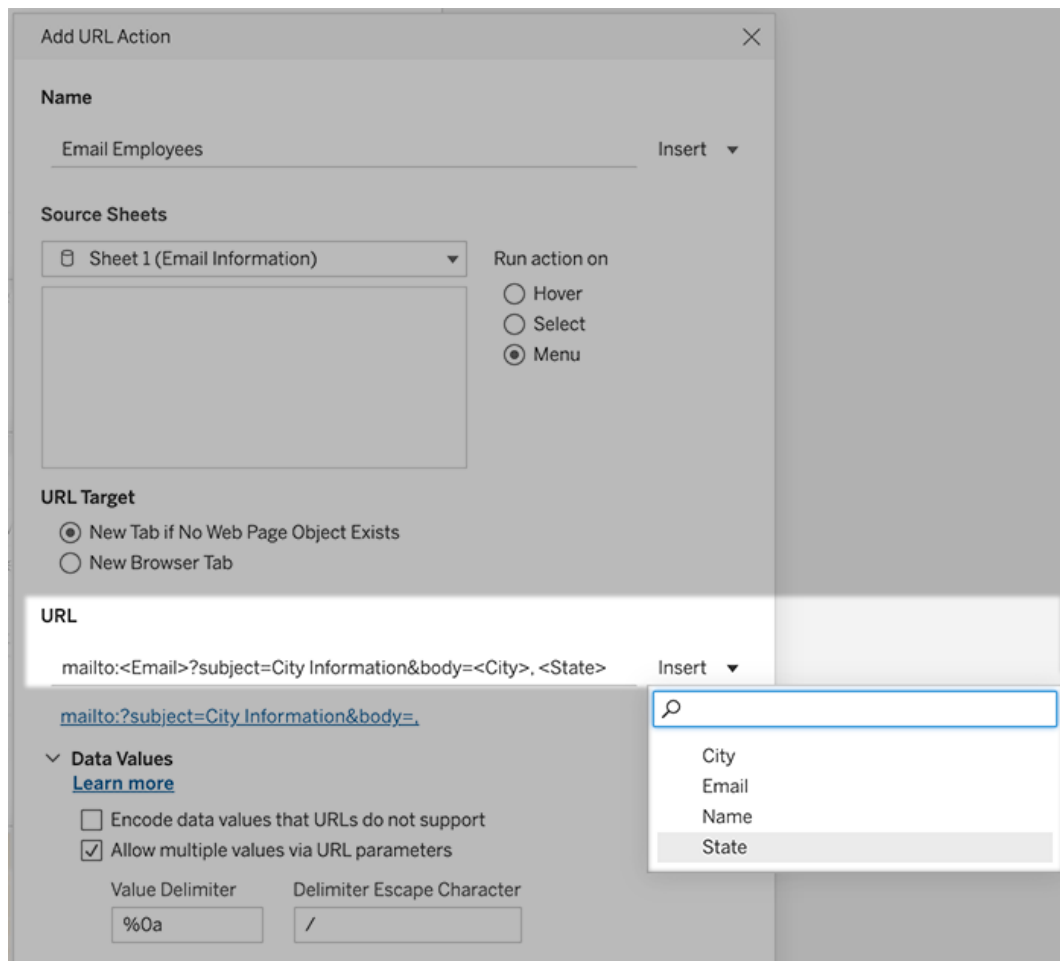 Add URL Action
Name
Email Employees Insert
Source Sheets
Sheet 1 (Email Information) Run action on
Hover
Select
Menu
URL Target
New Tab if No Web Page Object Exists
New Browser Tab
URL
mailto:<Email>?subject=City Information&body=<City>, <State> Insert
mailto:?subject=City Information&body=,
Data Values
Learn more
City
Email
Name
State
Encode data values that URLs do not support
Allow multiple values via URL parameters
Value Delimiter Delimiter Escape Character
%0a /